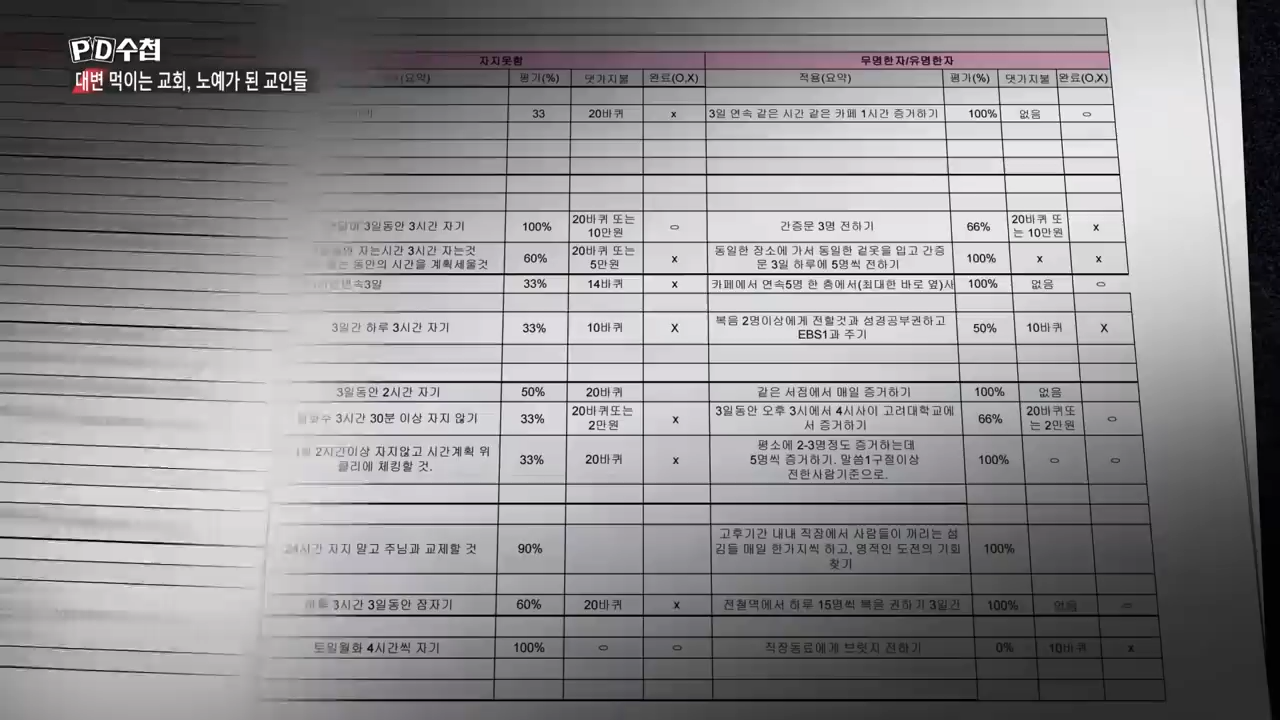 PD수첩
대변 먹이는 교회, 노예가 된 교인들
자지못함 무명한자/유명한자
(요약) 평가(%) 댓가지불 완료(O,X) 적용(요약) 평가(%) 댓가지불 완료(O,X)
33 20바퀴 x 3일 연속 같은 시간 같은 카페 1시간 증거하기 100% 없음 ○
3일동안 3시간 자기 100% 20바퀴 또는 10만원 ○ 간증문 3명 전하기 66% 20바퀴 또는 10만원 x
자는시간 3시간 자는것 60% 20바퀴 또는 5만원 x 동일한 장소에 가서 동일한 겉옷을 입고 간증
동안의 시간을 계획세울것 문 3일 하루에 5명씩 전하기 100% x x
33% 14바퀴 x 카페에서 연속5명 한 층에서(최대한 바로 옆)사 100% 없음 ○
3일간 하루 3시간 자기 33% 10바퀴 X 복음 2명이상에게 전할것과 성경공부권하고
EBS1과 주기 50% 10바퀴 X
3일동안 2시간 자기 50% 20바퀴 같은 서점에서 매일 증거하기 100% 없음
3시간 30분 이상 자지 않기 33% 20바퀴또는 2만원 x 3일동안 오후 3시에서 4시사이 고려대학교에
서 증거하기 66% 20바퀴또는 2만원 ○
2시간이상 자지않고 시간계획 위 평소에 2-3명정도 증거하는데
클리에 체킹할 것. 33% 20바퀴 x 5명씩 증거하기. 말씀1구절이상 100% ○ ○
전한사람기준으로.
24시간 자지 말고 주님과 교제할 것 90% 고후기간 내내 직장에서 사람들이 꺼리는 섬
김들 매일 한가지씩 하고, 영적인 도전의 기회 100%
찾기
하루 3시간 3일동안 잠자기 60% 20바퀴 x 전철역에서 하루 15명씩 복음 권하기 3일간 100% 없음 ○
토일월화 4시간씩 자기 100% ○ ○ 직장동료에게 브릿지 전하기 0% 10바퀴 x